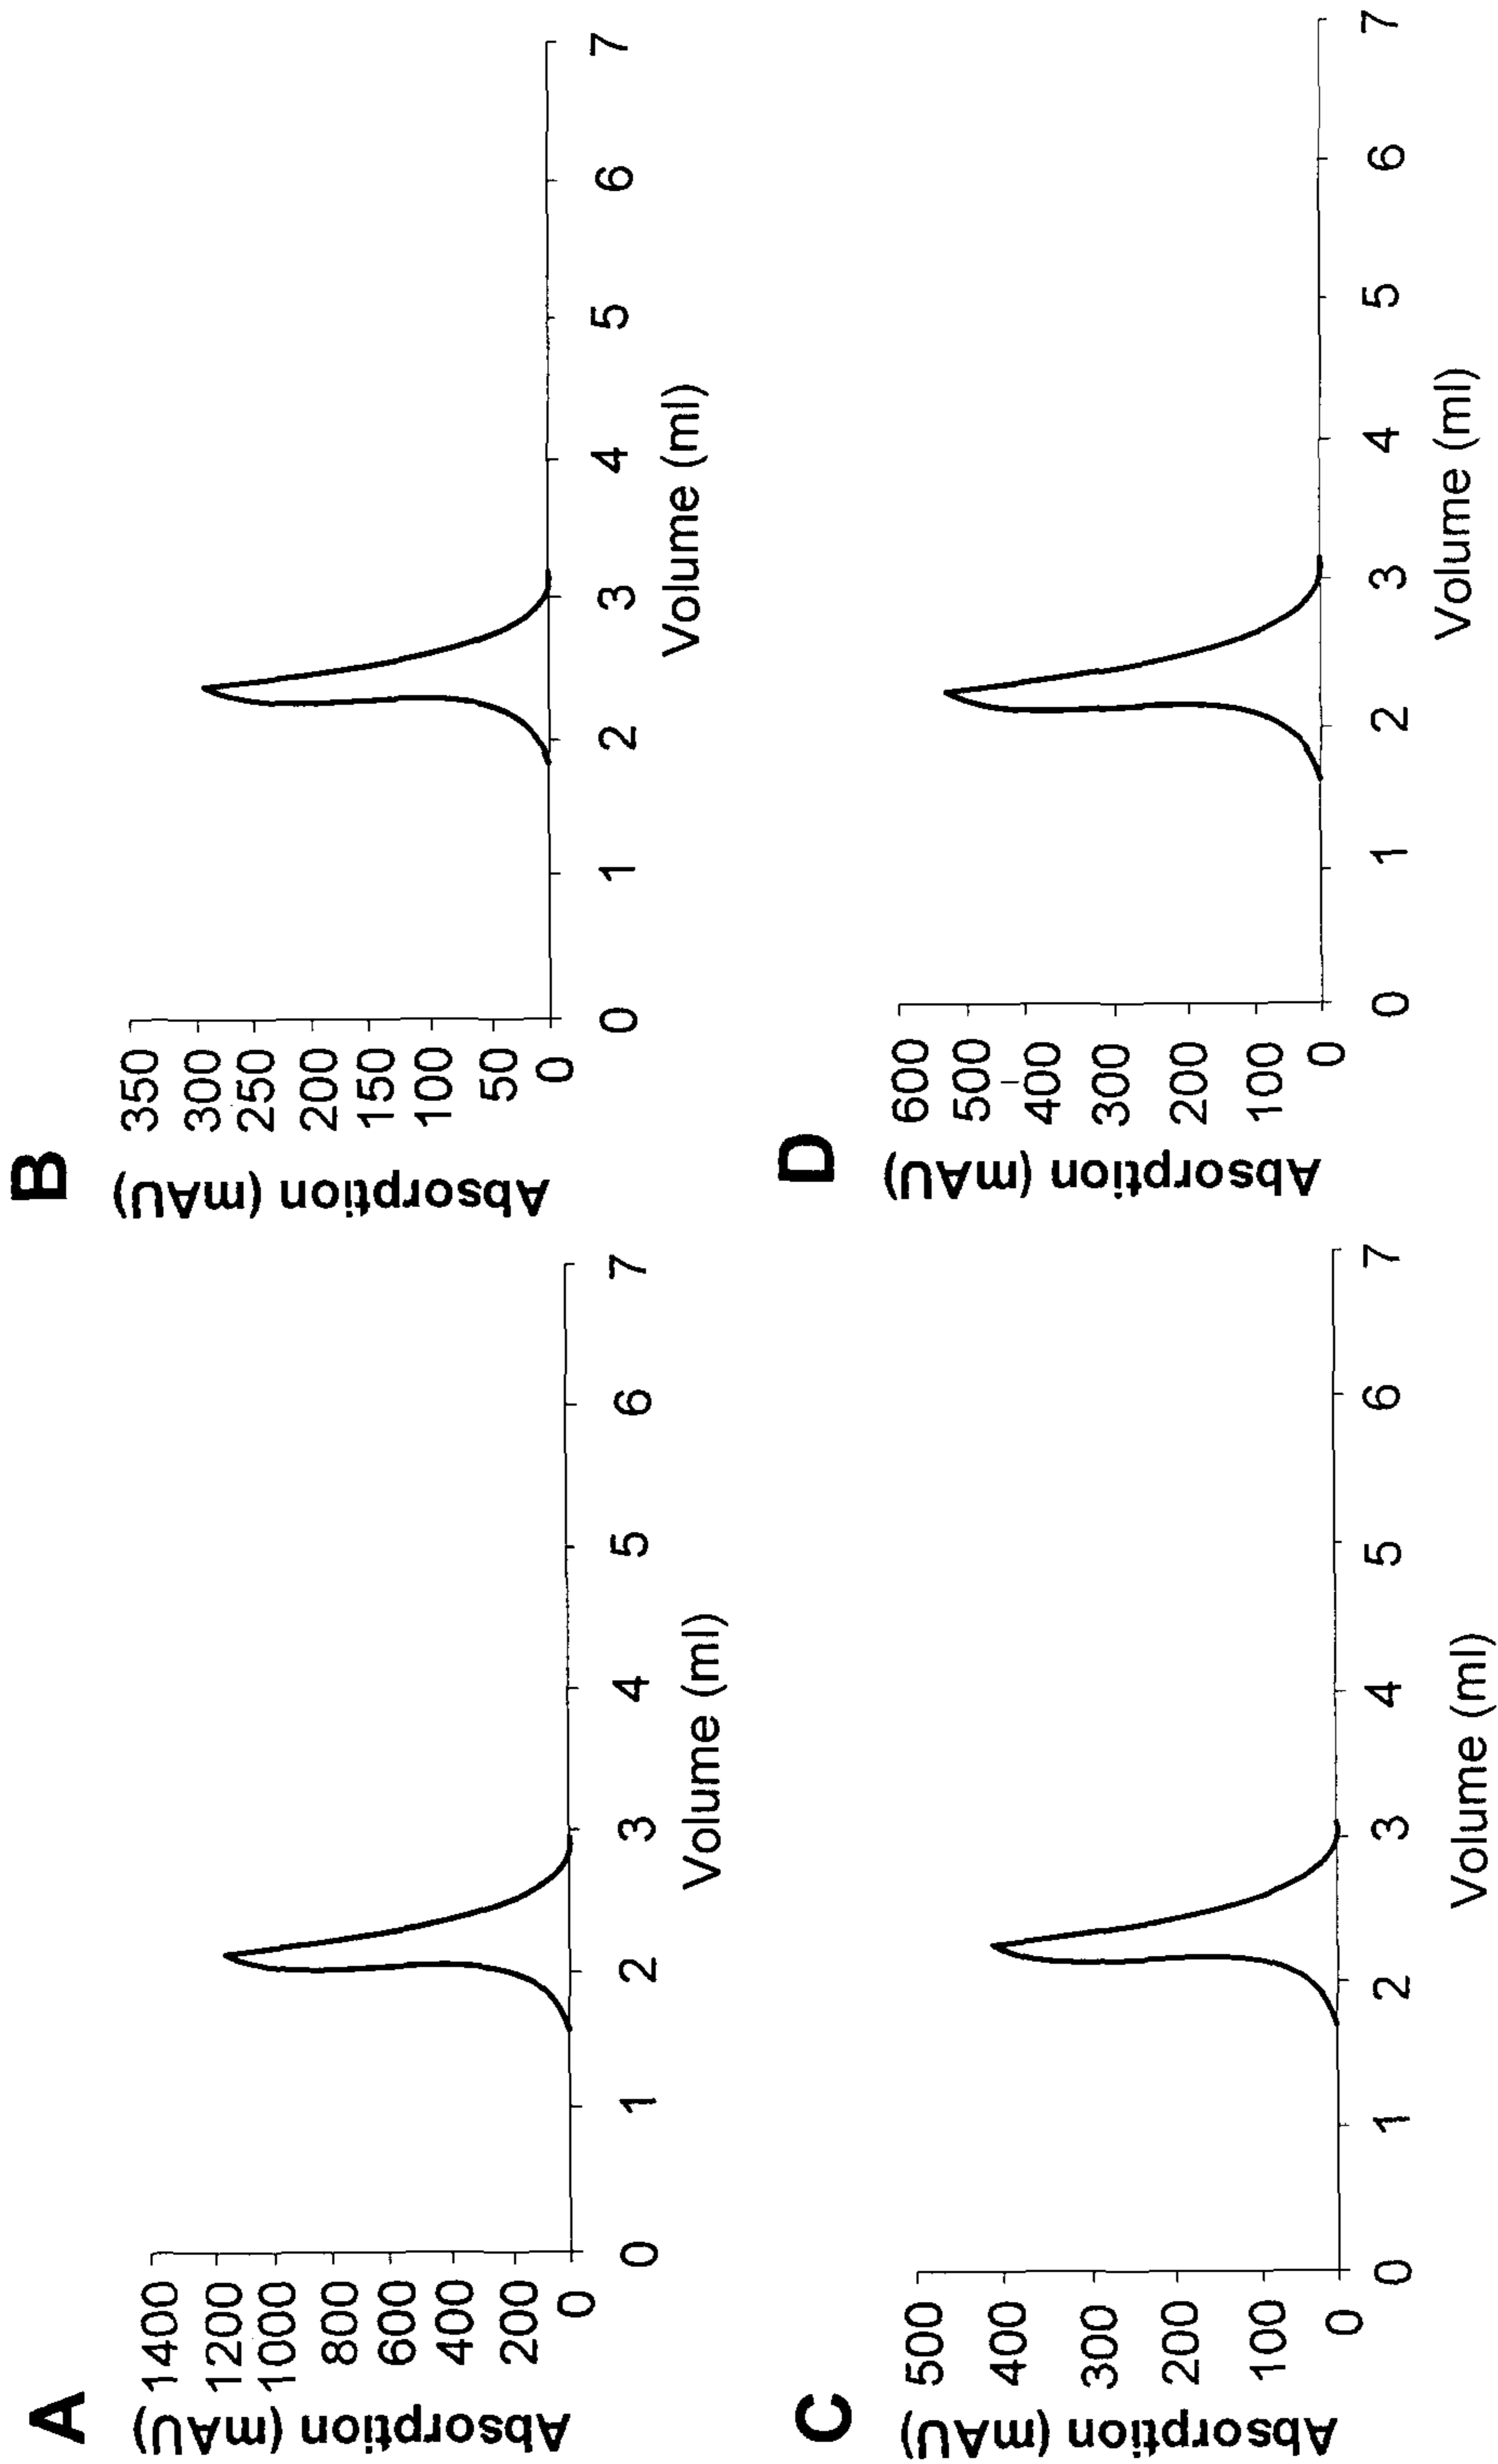 A
Absorption (mAU)
1400
1200
1000
800
600
400
200
0
0 1 2 3 4 5 6 7
Volume (ml)
B
Absorption (mAU)
350
300
250
200
150
100
50
0
0 1 2 3 4 5 6 7
Volume (ml)
C
Absorption (mAU)
500
400
300
200
100
0
0 1 2 3 4 5 6 7
Volume (ml)
D
Absorption (mAU)
600
500
400
300
200
100
0
0 1 2 3 4 5 6 7
Volume (ml)